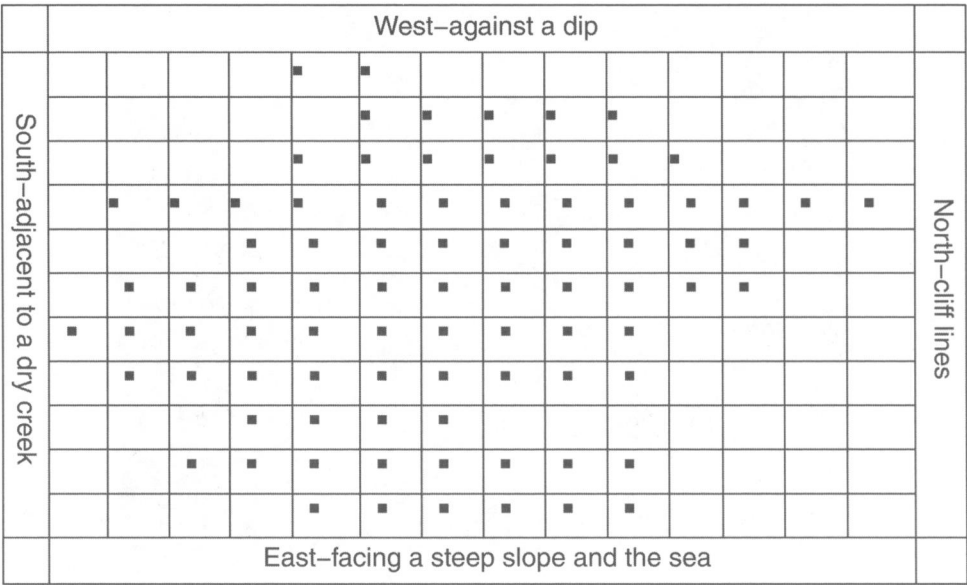 West–against a dip
South–adjacent to a dry creek
North–cliff lines
East–facing a steep slope and the sea